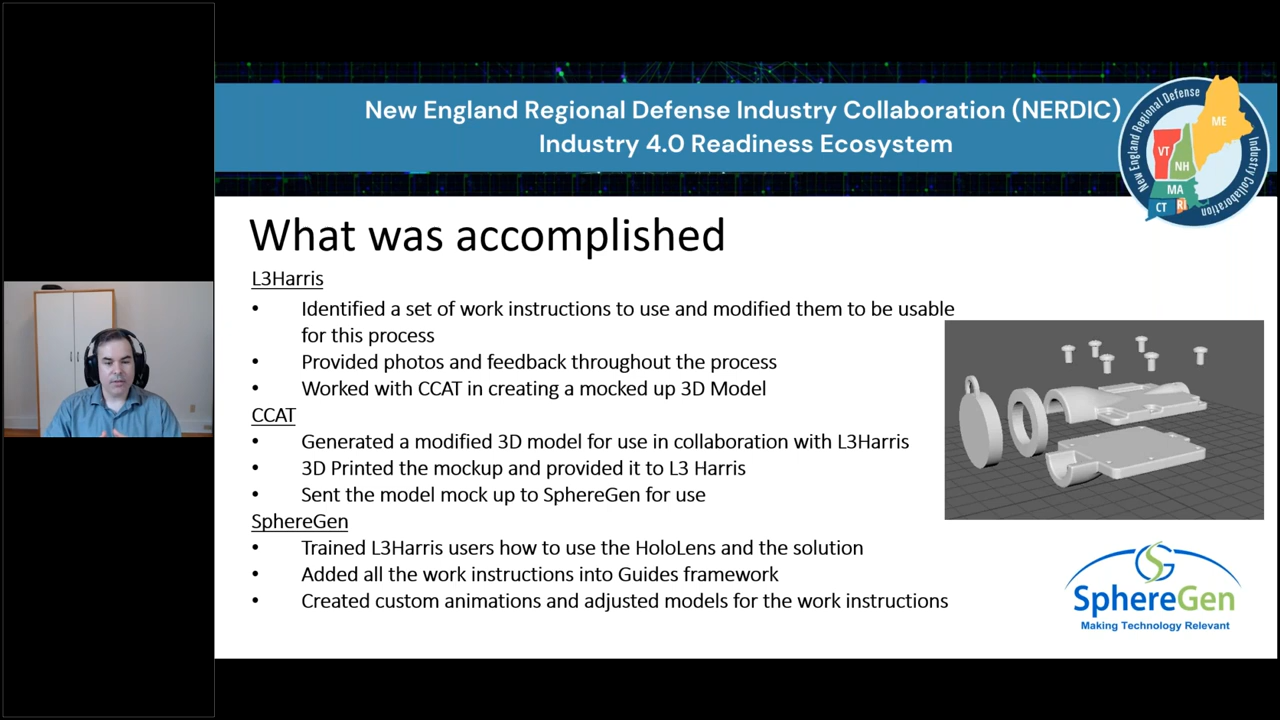 New England Regional Defense Industry Collaboration (NERDIC)
Industry 4.0 Readiness Ecosystem
New England Regional Defense
Industry Collaboration
ME
VT
NH
MA
CT
RI
What was accomplished
L3Harris
• Identified a set of work instructions to use and modified them to be usable
for this process
• Provided photos and feedback throughout the process
• Worked with CCAT in creating a mocked up 3D Model
CCAT
• Generated a modified 3D model for use in collaboration with L3Harris
• 3D Printed the mockup and provided it to L3 Harris
• Sent the model mock up to SphereGen for use
SphereGen
• Trained L3Harris users how to use the HoloLens and the solution
• Added all the work instructions into Guides framework
• Created custom animations and adjusted models for the work instructions
SphereGen
Making Technology Relevant